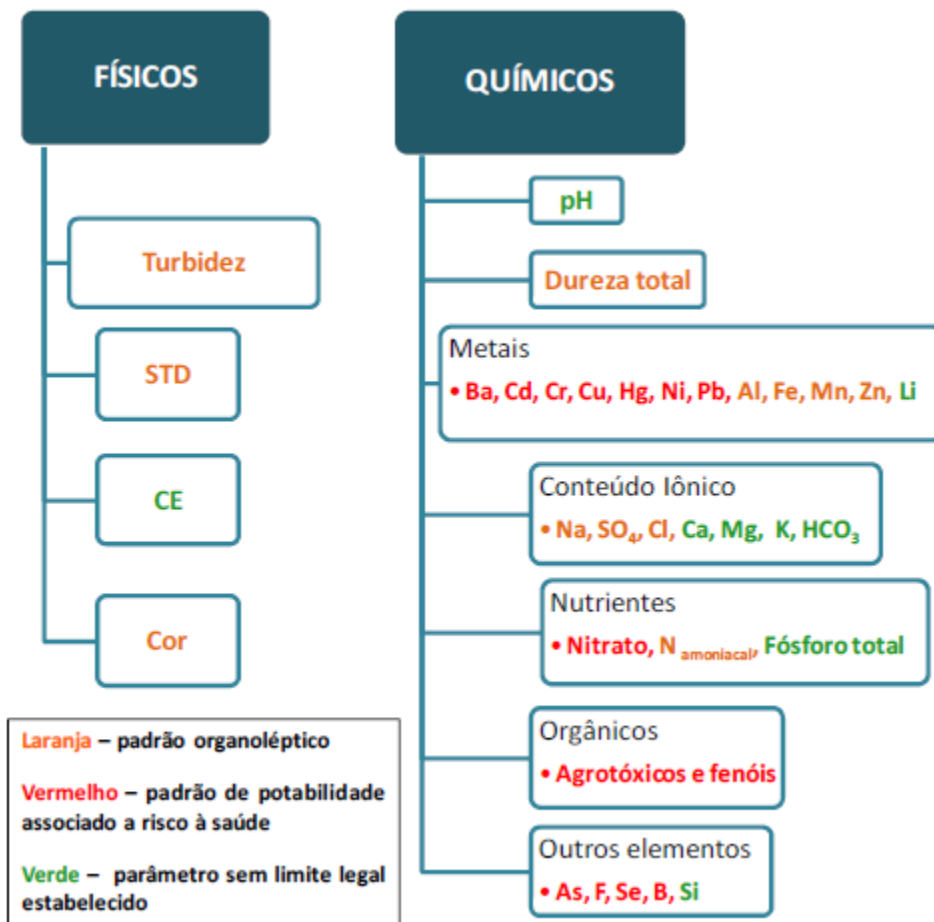 FÍSICOS
Turbidez
STD
CE
Cor
QUÍMICOS
pH
Dureza total
Metais
• Ba, Cd, Cr, Cu, Hg, Ni, Pb, Al, Fe, Mn, Zn, Li
Conteúdo Iônico
• Na, SO₄, Cl, Ca, Mg, K, HCO₃
Nutrientes
• Nitrato, N amoniacal, Fósforo total
Orgânicos
• Agrotóxicos e fenóis
Outros elementos
• As, F, Se, B, Si
Laranja – padrão organoléptico
Vermelho – padrão de potabilidade
associado a risco à saúde
Verde – parâmetro sem limite legal
estabelecido